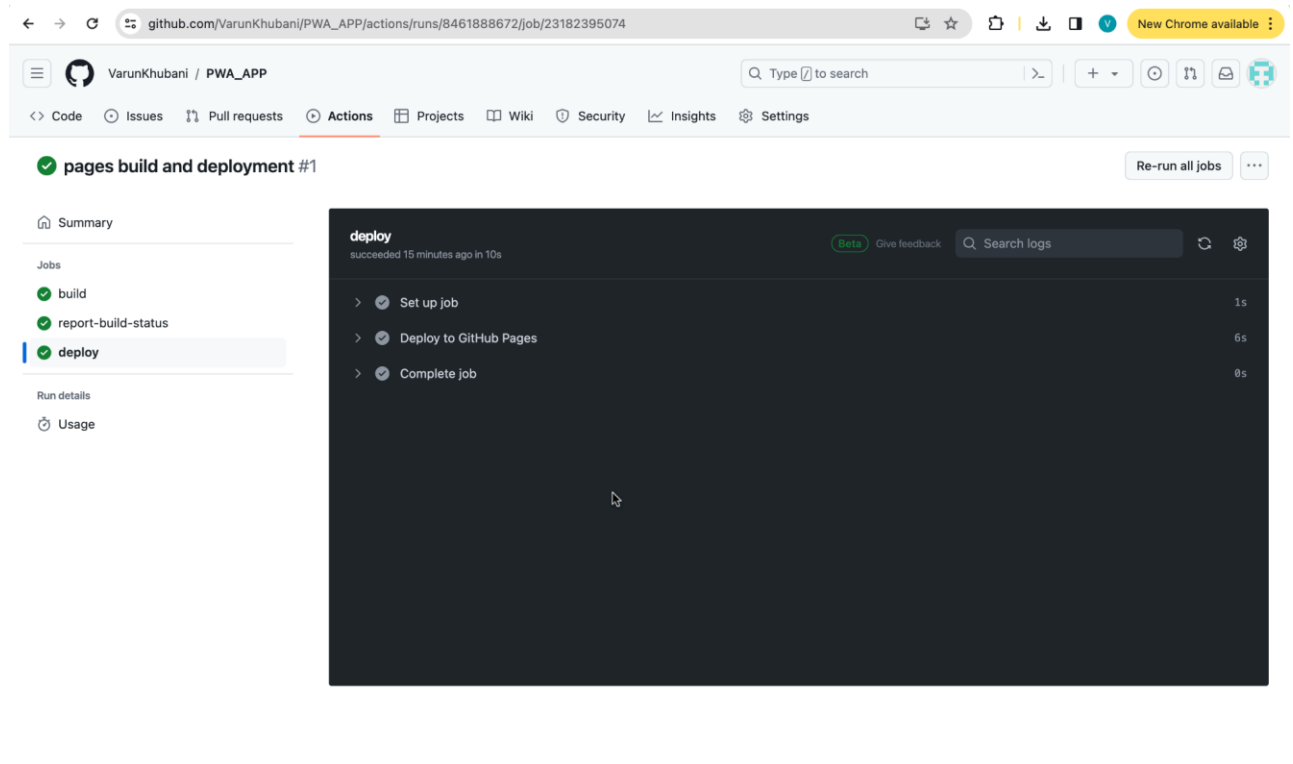 github.com/VarunKhubani/PWA_APP/actions/runs/8461888672/job/23182395074
V
New Chrome available
VarunKhubani / PWA_APP
Type / to search
Code
Issues
Pull requests
Actions
Projects
Wiki
Security
Insights
Settings
pages build and deployment #1
Re-run all jobs
Summary
Jobs
build
report-build-status
deploy
Run details
Usage
deploy
succeeded 15 minutes ago in 10s
Beta
Give feedback
Search logs
Set up job 1s
Deploy to GitHub Pages 6s
Complete job 0s